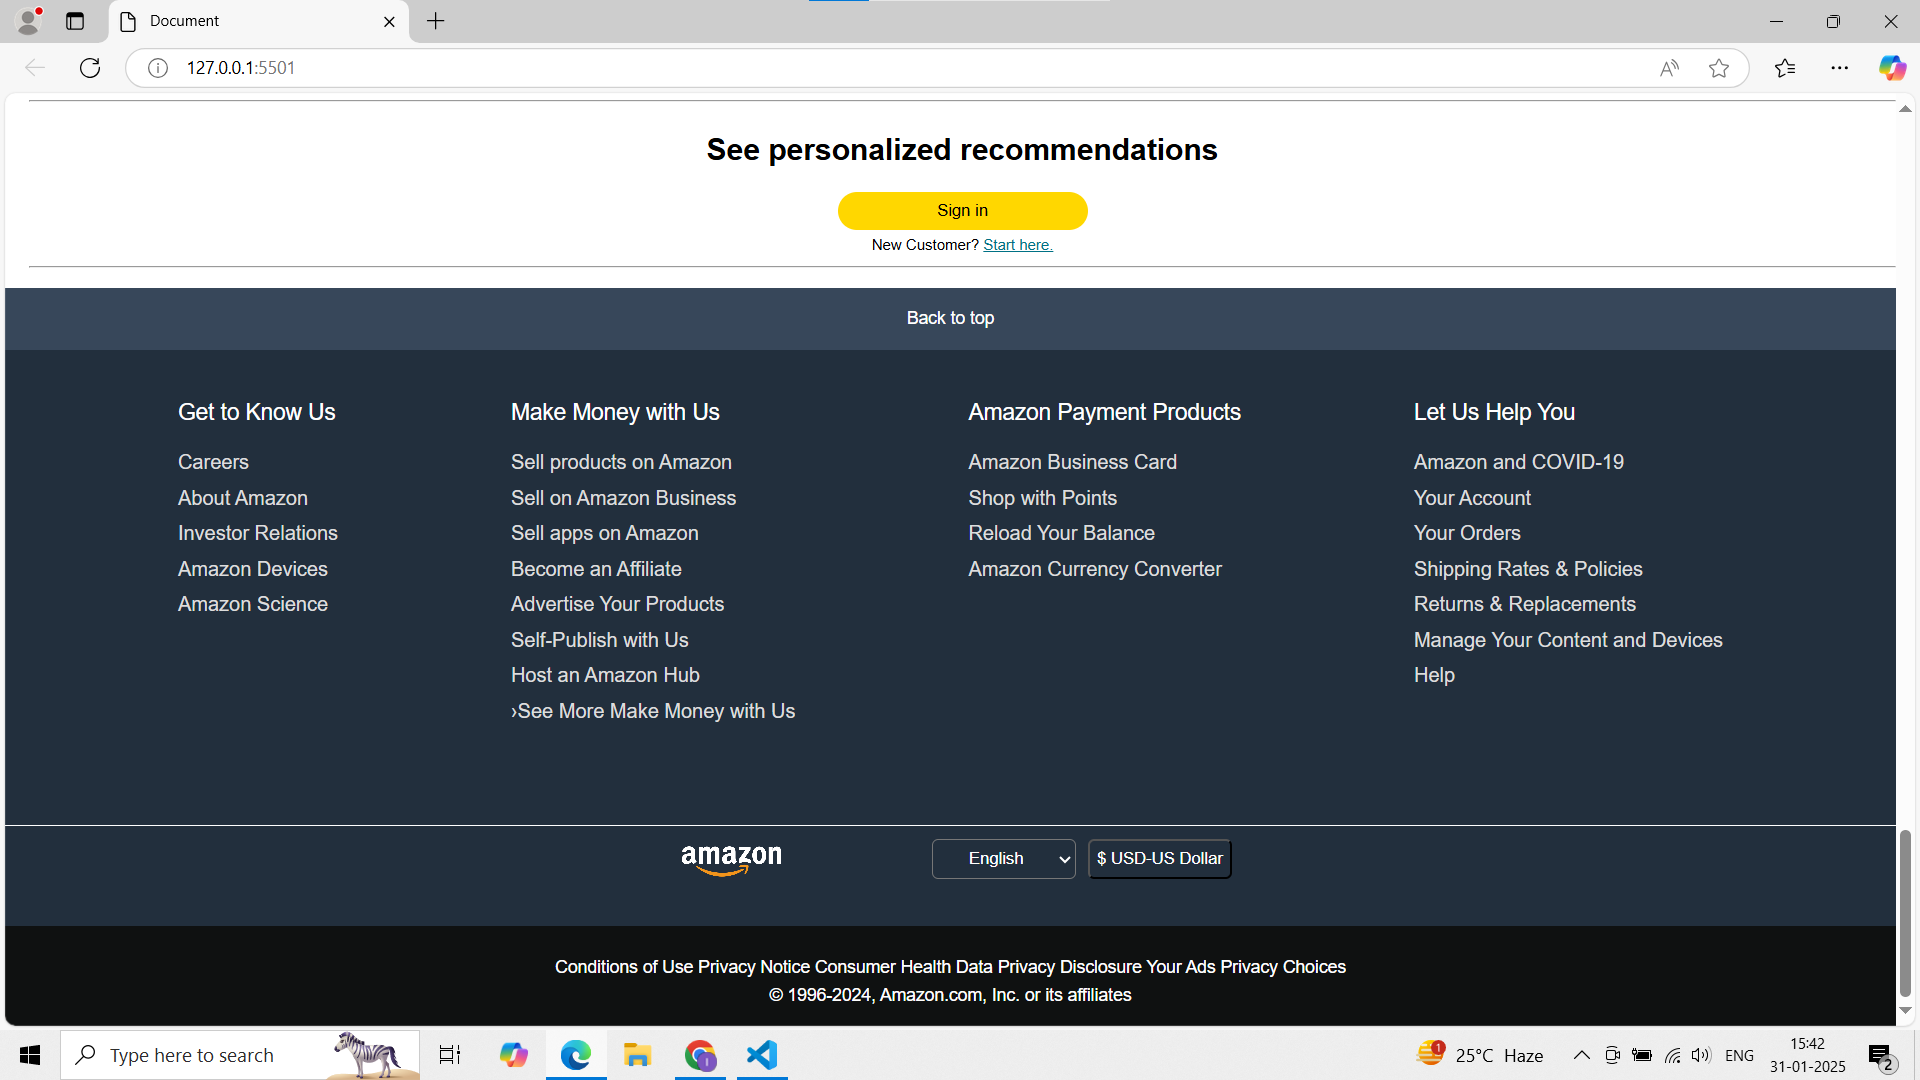 Document
127.0.0.1:5501
See personalized recommendations
Sign in
New Customer? Start here.
Back to top
Get to Know Us
Careers
About Amazon
Investor Relations
Amazon Devices
Amazon Science
Make Money with Us
Sell products on Amazon
Sell on Amazon Business
Sell apps on Amazon
Become an Affiliate
Advertise Your Products
Self-Publish with Us
Host an Amazon Hub
›See More Make Money with Us
Amazon Payment Products
Amazon Business Card
Shop with Points
Reload Your Balance
Amazon Currency Converter
Let Us Help You
Amazon and COVID-19
Your Account
Your Orders
Shipping Rates & Policies
Returns & Replacements
Manage Your Content and Devices
Help
amazon
English
$ USD-US Dollar
Conditions of Use Privacy Notice Consumer Health Data Privacy Disclosure Your Ads Privacy Choices
© 1996-2024, Amazon.com, Inc. or its affiliates
Type here to search
1
25°C Haze
ENG
15:42
31-01-2025
2